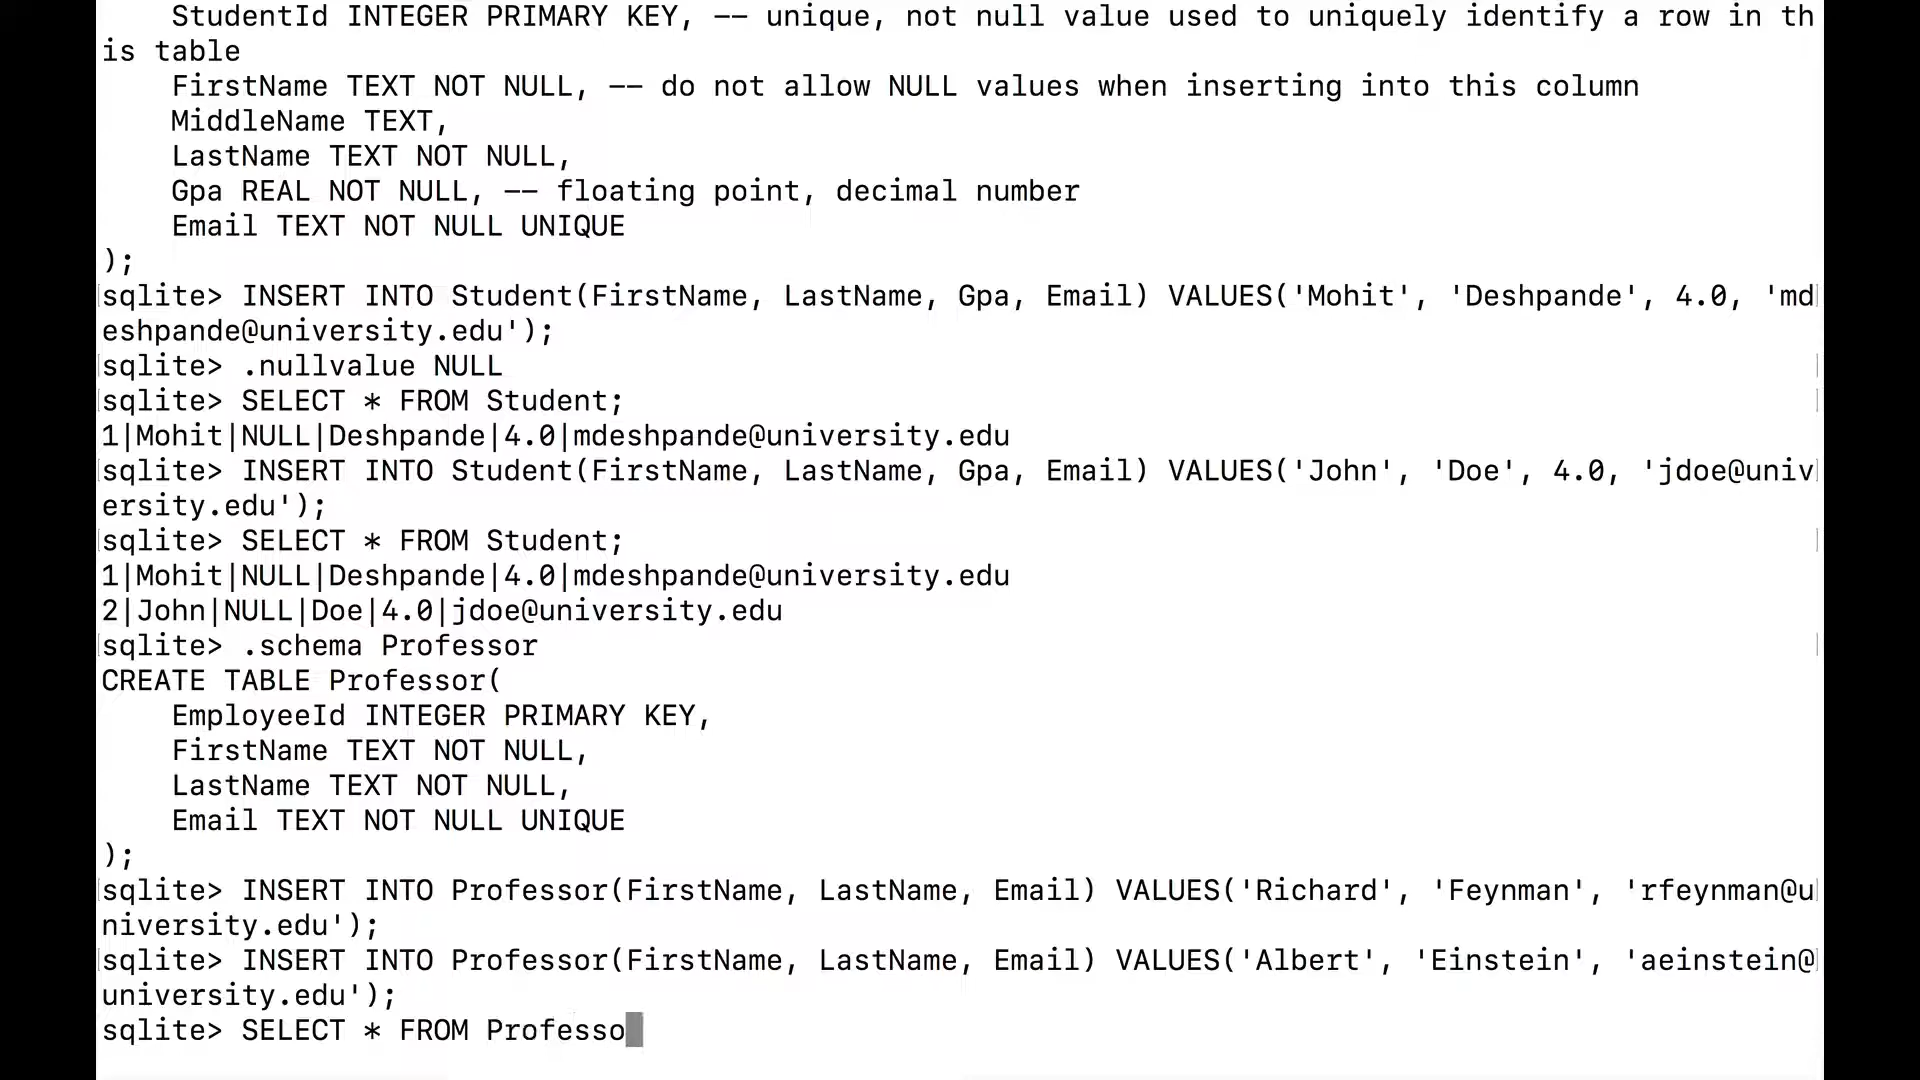 StudentId INTEGER PRIMARY KEY, -- unique, not null value used to uniquely identify a row in th
is table
    FirstName TEXT NOT NULL, -- do not allow NULL values when inserting into this column
    MiddleName TEXT,
    LastName TEXT NOT NULL,
    Gpa REAL NOT NULL, -- floating point, decimal number
    Email TEXT NOT NULL UNIQUE
);
sqlite> INSERT INTO Student(FirstName, LastName, Gpa, Email) VALUES('Mohit', 'Deshpande', 4.0, 'md
eshpande@university.edu');
sqlite> .nullvalue NULL
sqlite> SELECT * FROM Student;
1|Mohit|NULL|Deshpande|4.0|mdeshpande@university.edu
sqlite> INSERT INTO Student(FirstName, LastName, Gpa, Email) VALUES('John', 'Doe', 4.0, 'jdoe@univ
ersity.edu');
sqlite> SELECT * FROM Student;
1|Mohit|NULL|Deshpande|4.0|mdeshpande@university.edu
2|John|NULL|Doe|4.0|jdoe@university.edu
sqlite> .schema Professor
CREATE TABLE Professor(
    EmployeeId INTEGER PRIMARY KEY,
    FirstName TEXT NOT NULL,
    LastName TEXT NOT NULL,
    Email TEXT NOT NULL UNIQUE
);
sqlite> INSERT INTO Professor(FirstName, LastName, Email) VALUES('Richard', 'Feynman', 'rfeynman@u
niversity.edu');
sqlite> INSERT INTO Professor(FirstName, LastName, Email) VALUES('Albert', 'Einstein', 'aeinstein@
university.edu');
sqlite> SELECT * FROM Professo